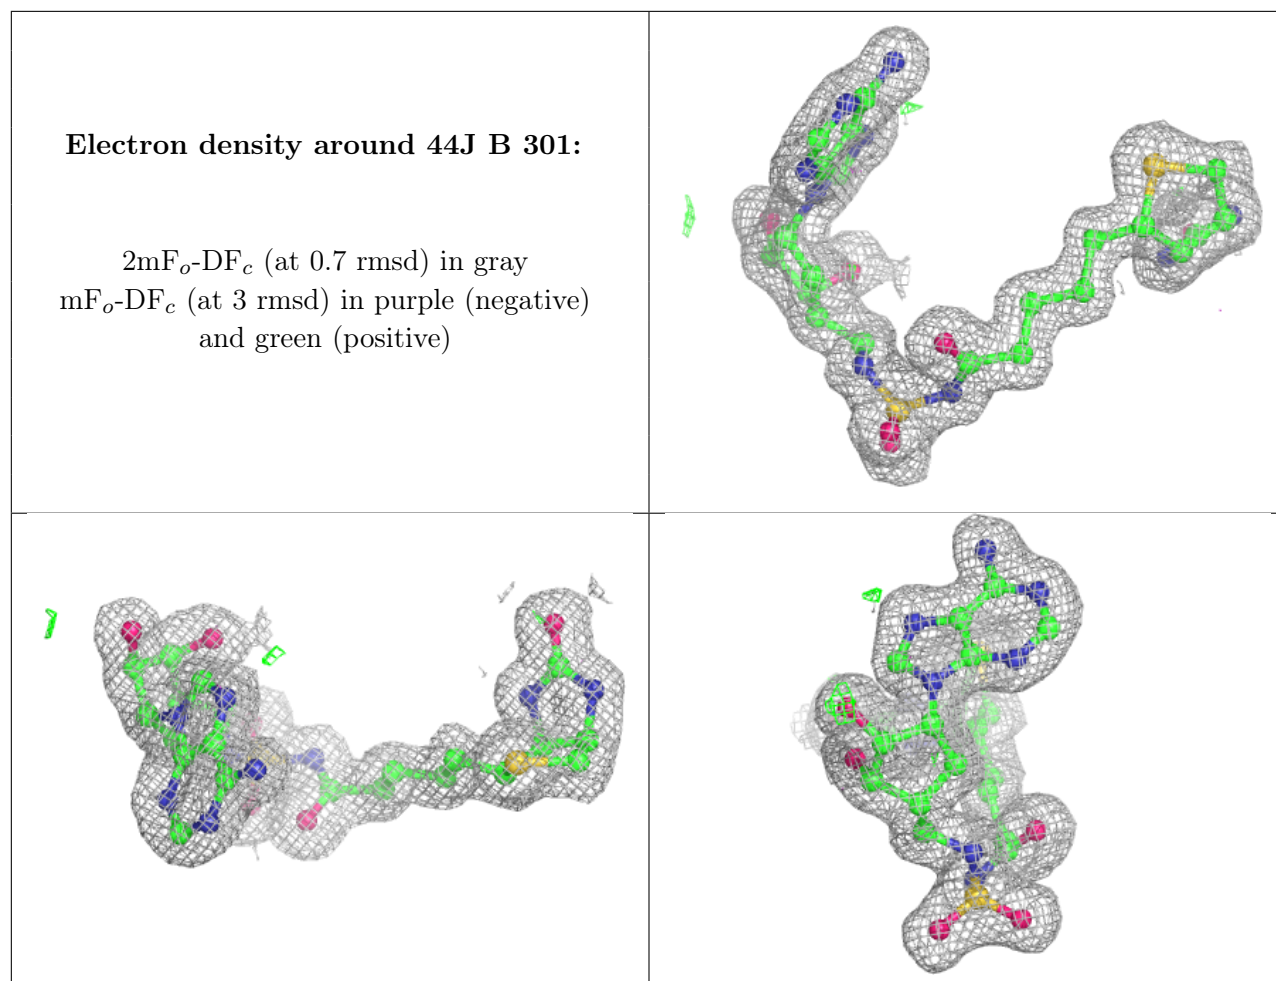 Electron density around 44J B 301:
2mFo-DFc (at 0.7 rmsd) in gray
mFo-DFc (at 3 rmsd) in purple (negative)
and green (positive)